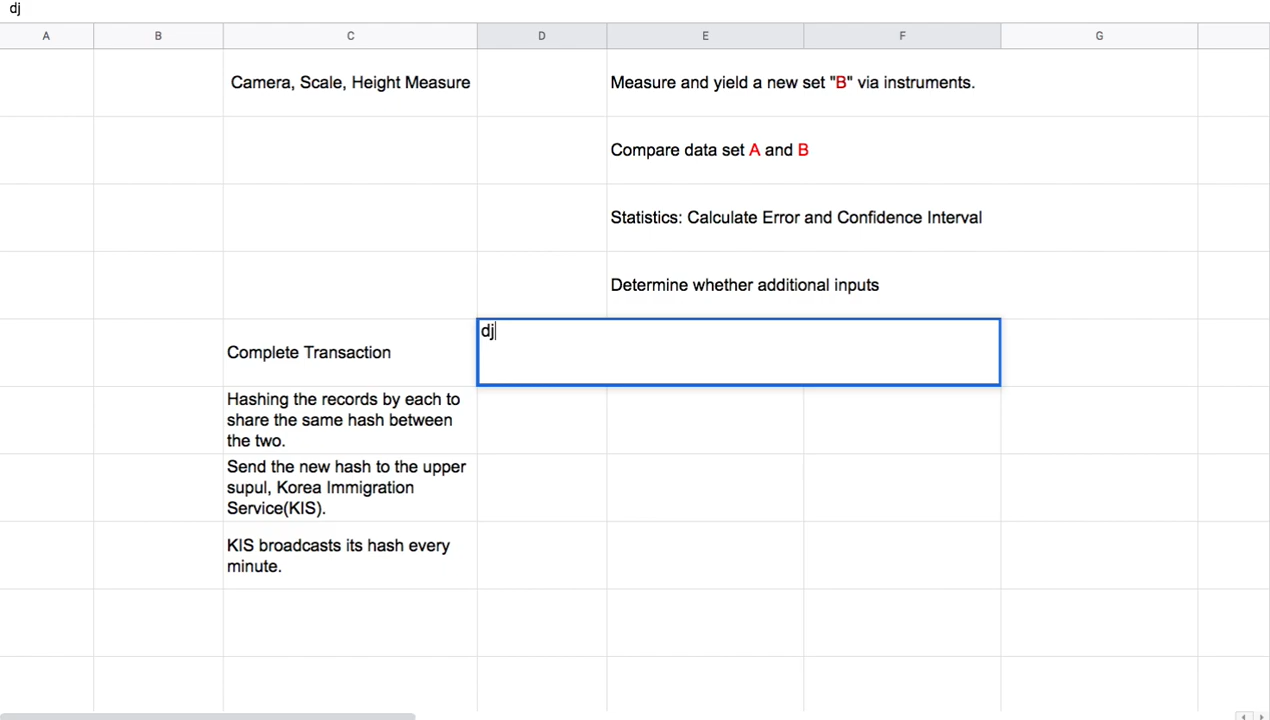 dj
A B C D E F G
Camera, Scale, Height Measure
Measure and yield a new set "B" via instruments.
Compare data set A and B
Statistics: Calculate Error and Confidence Interval
Determine whether additional inputs
Complete Transaction
dj
Hashing the records by each to
share the same hash between
the two.
Send the new hash to the upper
supul, Korea Immigration
Service(KIS).
KIS broadcasts its hash every
minute.